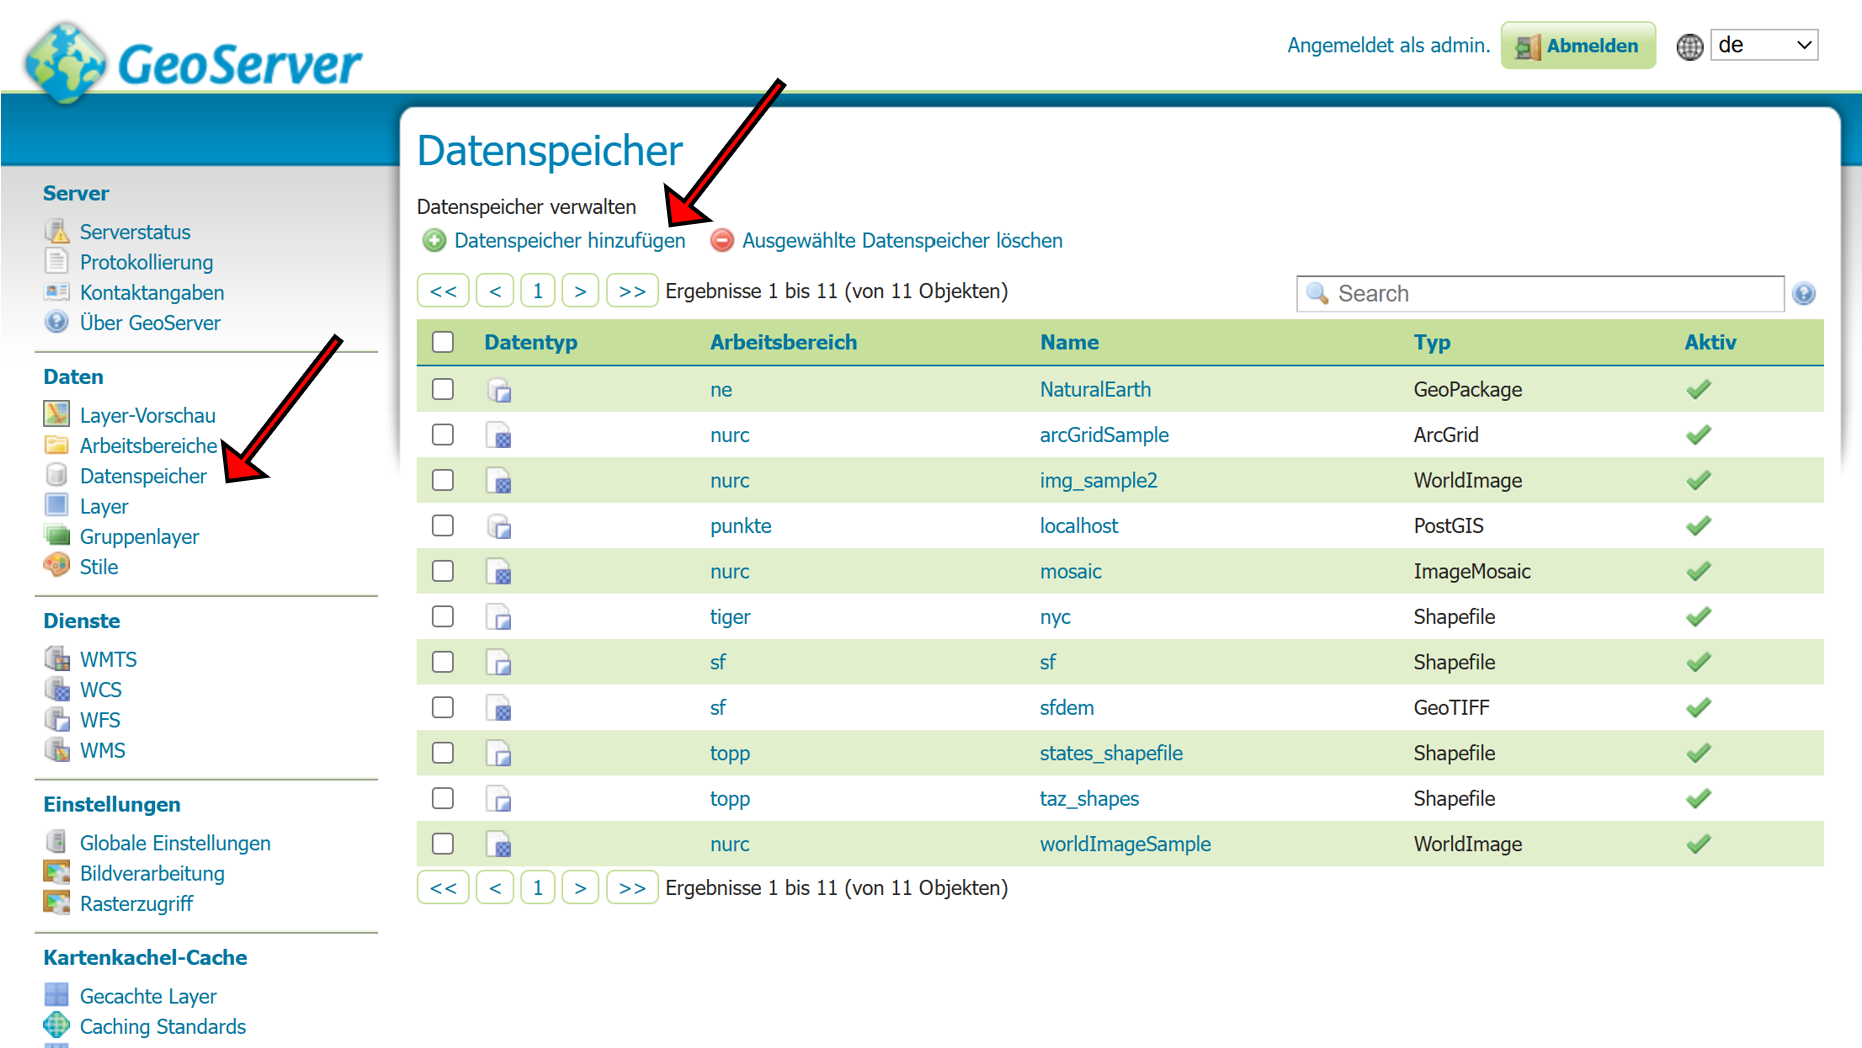 GeoServer
Angemeldet als admin. Abmelden de
Server
Serverstatus
Protokollierung
Kontaktangaben
Über GeoServer
Daten
Layer-Vorschau
Arbeitsbereiche
Datenspeicher
Layer
Gruppenlayer
Stile
Dienste
WMTS
WCS
WFS
WMS
Einstellungen
Globale Einstellungen
Bildverarbeitung
Rasterzugriff
Kartenkachel-Cache
Gecachte Layer
Caching Standards
Datenspeicher
Datenspeicher verwalten
Datenspeicher hinzufügen Ausgewählte Datenspeicher löschen
<< < 1 > >> Ergebnisse 1 bis 11 (von 11 Objekten) Search
Datentyp Arbeitsbereich Name Typ Aktiv
ne NaturalEarth GeoPackage
nurc arcGridSample ArcGrid
nurc img_sample2 WorldImage
punkte localhost PostGIS
nurc mosaic ImageMosaic
tiger nyc Shapefile
sf sf Shapefile
sf sfdem GeoTIFF
topp states_shapefile Shapefile
topp taz_shapes Shapefile
nurc worldImageSample WorldImage
<< < 1 > >> Ergebnisse 1 bis 11 (von 11 Objekten)